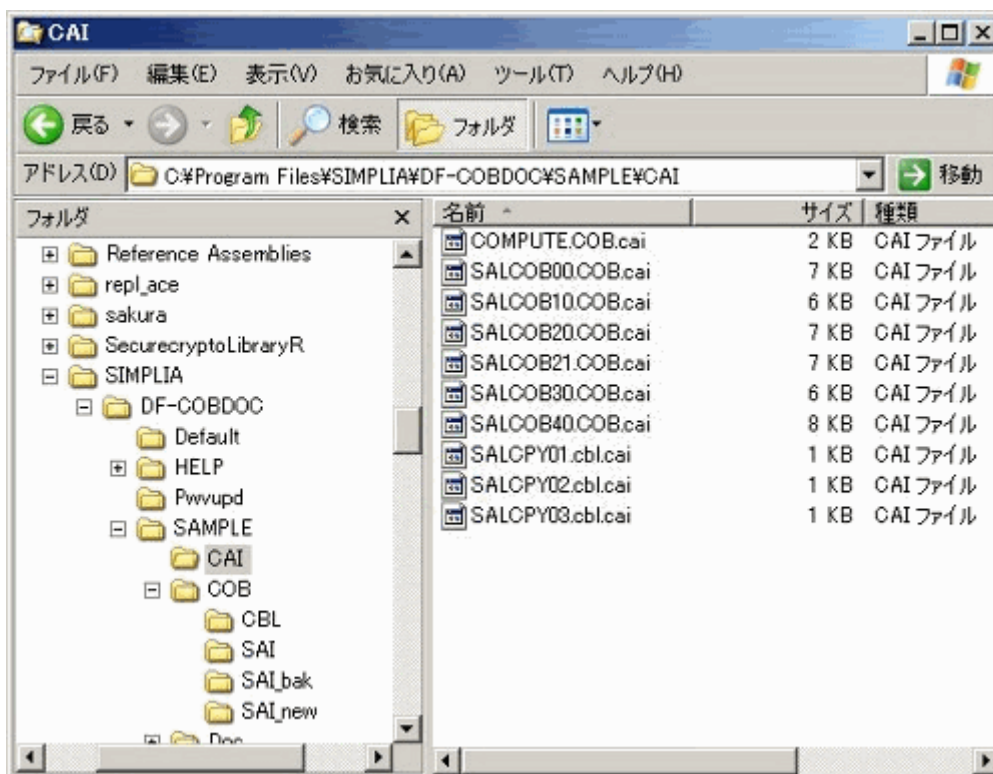 CAI
ファイル(F) 編集(E) 表示(V) お気に入り(A) ツール(T) ヘルプ(H)
戻る 検索 フォルダ
アドレス(D) C:¥Program Files¥SIMPLIA¥DF-COBDOC¥SAMPLE¥CAI 移動
フォルダ
Reference Assemblies
repl_ace
sakura
SecurecryptoLibraryR
SIMPLIA
DF-COBDOC
Default
HELP
Pwvupd
SAMPLE
CAI
COB
CBL
SAI
SAI_bak
SAI_new
Doc
名前 サイズ 種類
COMPUTE.COB.cai 2 KB CAI ファイル
SALCOB00.COB.cai 7 KB CAI ファイル
SALCOB10.COB.cai 6 KB CAI ファイル
SALCOB20.COB.cai 7 KB CAI ファイル
SALCOB21.COB.cai 7 KB CAI ファイル
SALCOB30.COB.cai 6 KB CAI ファイル
SALCOB40.COB.cai 8 KB CAI ファイル
SALCPY01.cbl.cai 1 KB CAI ファイル
SALCPY02.cbl.cai 1 KB CAI ファイル
SALCPY03.cbl.cai 1 KB CAI ファイル